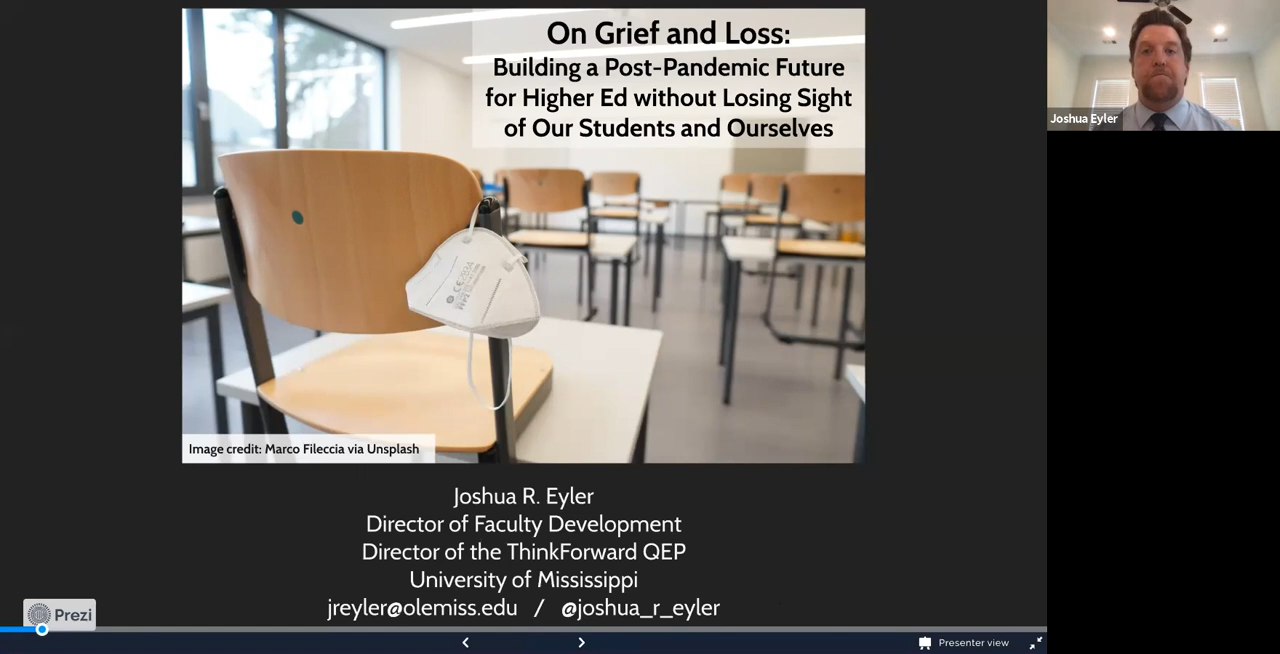 On Grief and Loss:
Building a Post-Pandemic Future
for Higher Ed without Losing Sight
of Our Students and Ourselves
Joshua Eyler
Image credit: Marco Fileccia via Unsplash
Joshua R. Eyler
Director of Faculty Development
Director of the ThinkForward QEP
University of Mississippi
jreyler@olemiss.edu / @joshua_r_eyler
Prezi
Presenter view